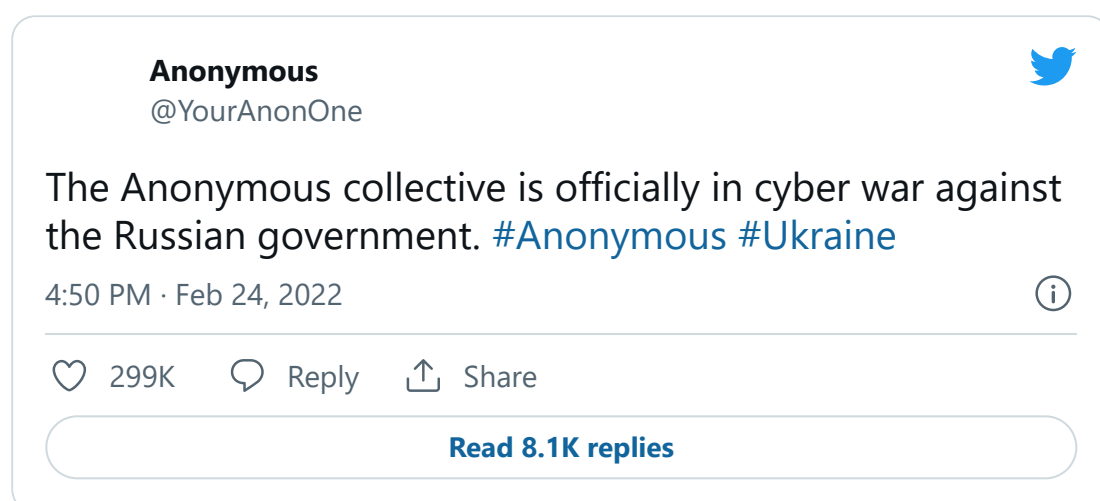 Anonymous
@YourAnonOne
The Anonymous collective is officially in cyber war against
the Russian government. #Anonymous #Ukraine
4:50 PM · Feb 24, 2022
299K Reply Share
Read 8.1K replies